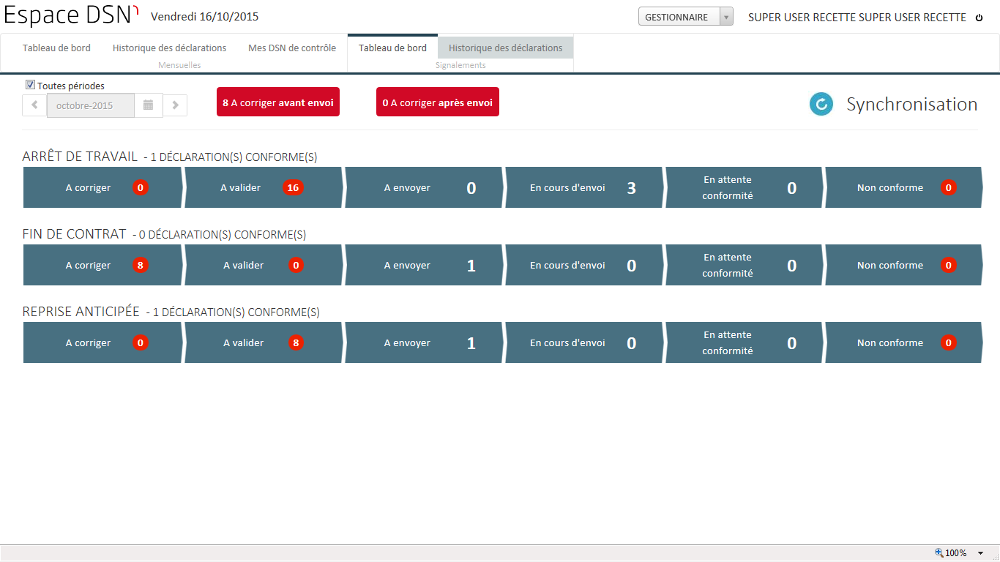 Espace DSN Vendredi 16/10/2015 GESTIONNAIRE SUPER USER RECETTE SUPER USER RECETTE
Tableau de bord Historique des déclarations Mes DSN de contrôle Tableau de bord Historique des déclarations
Mensuelles Signalements
Toutes périodes
octobre-2015 8 A corriger avant envoi 0 A corriger après envoi Synchronisation
ARRÊT DE TRAVAIL - 1 DÉCLARATION(S) CONFORME(S)
A corriger 0 A valider 16 A envoyer 0 En cours d'envoi 3 En attente conformité 0 Non conforme 0
FIN DE CONTRAT - 0 DÉCLARATION(S) CONFORME(S)
A corriger 8 A valider 0 A envoyer 1 En cours d'envoi 0 En attente conformité 0 Non conforme 0
REPRISE ANTICIPÉE - 1 DÉCLARATION(S) CONFORME(S)
A corriger 0 A valider 8 A envoyer 1 En cours d'envoi 0 En attente conformité 0 Non conforme 0
100%